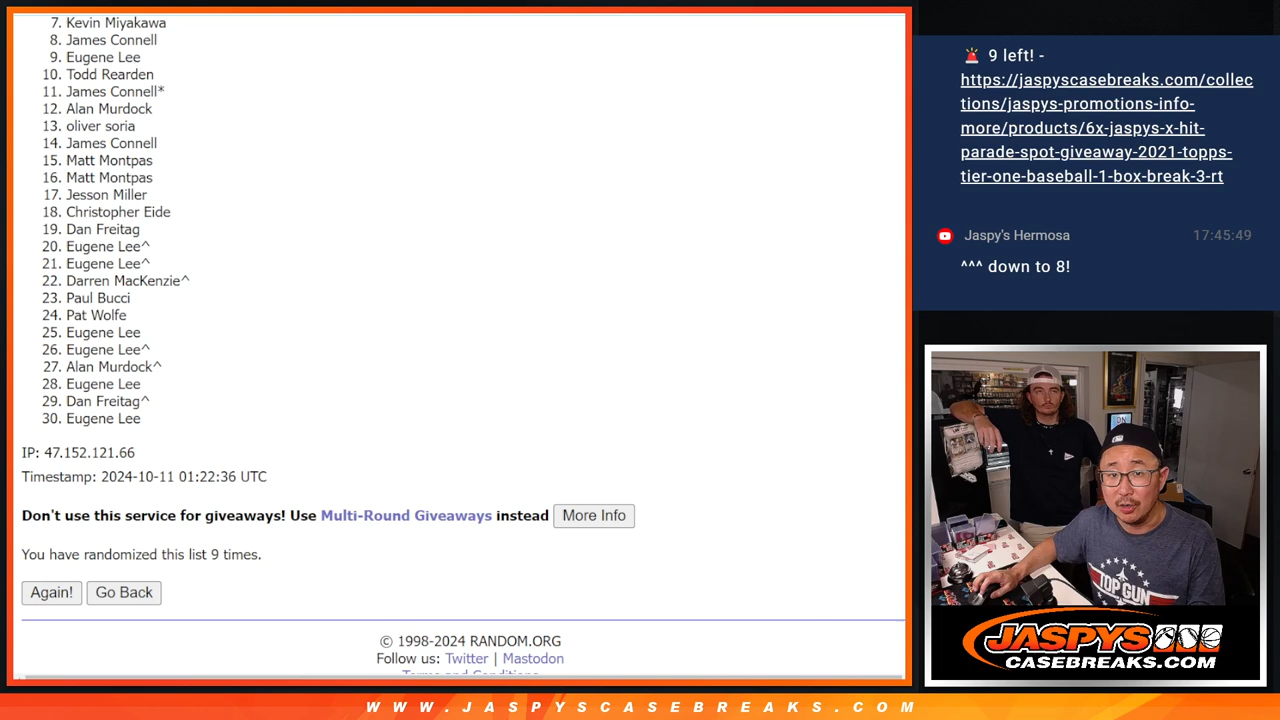 7. Kevin Miyakawa
8. James Connell
9. Eugene Lee
10. Todd Rearden
11. James Connell*
12. Alan Murdock
13. oliver soria
14. James Connell
15. Matt Montpas
16. Matt Montpas
17. Jesson Miller
18. Christopher Eide
19. Dan Freitag
20. Eugene Lee^
21. Eugene Lee^
22. Darren MacKenzie^
23. Paul Bucci
24. Pat Wolfe
25. Eugene Lee
26. Eugene Lee^
27. Alan Murdock^
28. Eugene Lee
29. Dan Freitag^
30. Eugene Lee
IP: 47.152.121.66
Timestamp: 2024-10-11 01:22:36 UTC
Don't use this service for giveaways! Use Multi-Round Giveaways instead More Info
You have randomized this list 9 times.
Again! Go Back
© 1998-2024 RANDOM.ORG
Follow us: Twitter | Mastodon
Terms and Conditions
🚨 9 left! -
https://jaspyscasebreaks.com/collec
tions/jaspys-promotions-info-
more/products/6x-jaspys-x-hit-
parade-spot-giveaway-2021-topps-
tier-one-baseball-1-box-break-3-rt
Jaspy's Hermosa 17:45:49
^^^ down to 8!
TOP GUN
JASPYS
CASEBREAKS.COM
WWW.JASPYSCASEBREAKS.COM